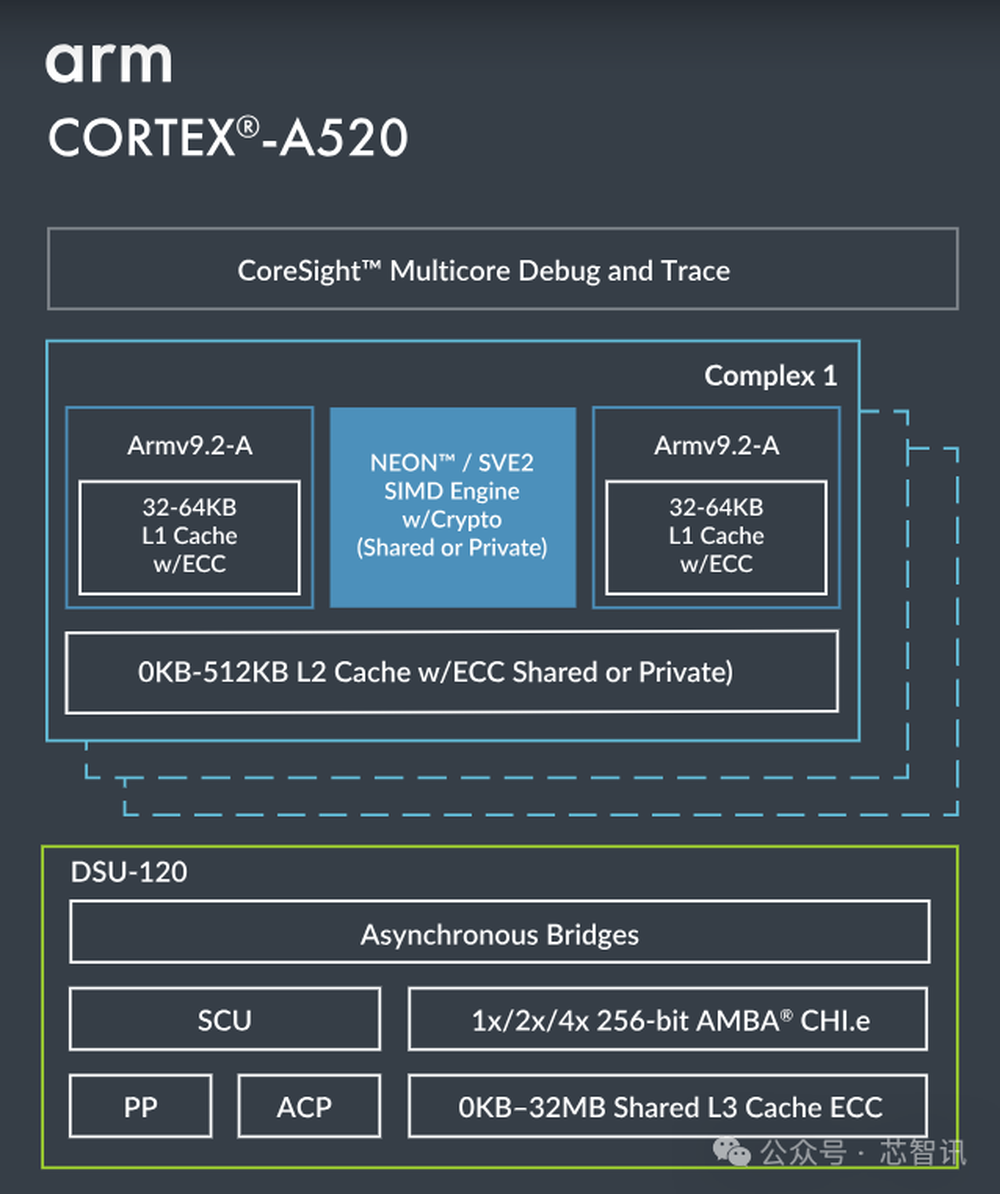 arm
CORTEX®-A520
CoreSight™ Multicore Debug and Trace
Complex 1
Armv9.2-A
32-64KB
L1 Cache
w/ECC
NEON™ / SVE2
SIMD Engine
w/Crypto
(Shared or Private)
Armv9.2-A
32-64KB
L1 Cache
w/ECC
0KB-512KB L2 Cache w/ECC Shared or Private)
DSU-120
Asynchronous Bridges
SCU
1x/2x/4x 256-bit AMBA® CHI.e
PP
ACP
0KB–32MB Shared L3 Cache ECC
公众号 · 芯智讯